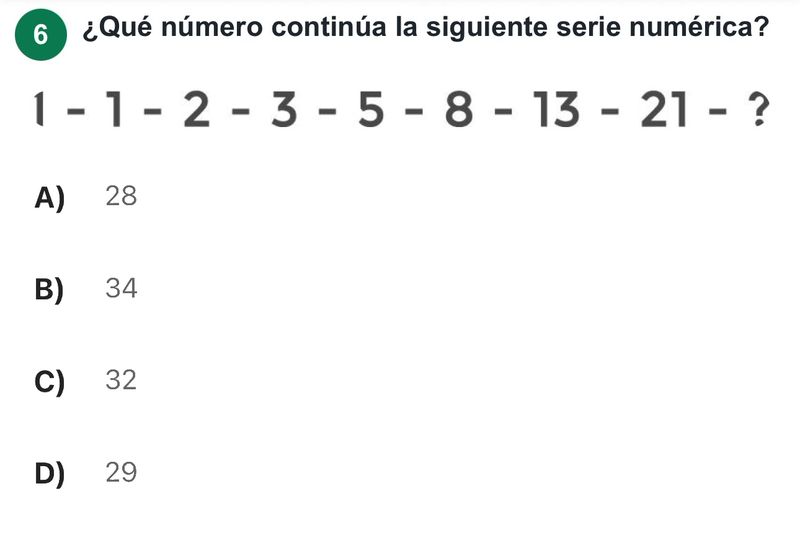 6 ¿Qué número continúa la siguiente serie numérica?
1 - 1 - 2 - 3 - 5 - 8 - 13 - 21 - ?
A) 28
B) 34
C) 32
D) 29